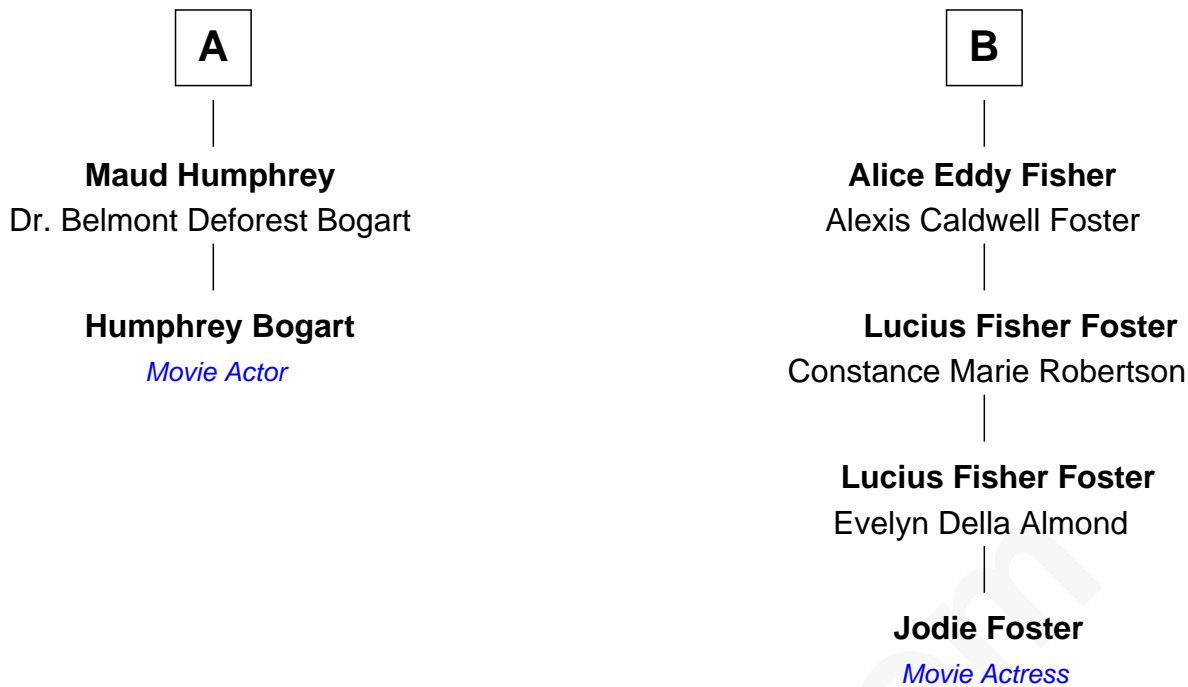 A
Maud Humphrey
Dr. Belmont Deforest Bogart
Humphrey Bogart
Movie Actor
B
Alice Eddy Fisher
Alexis Caldwell Foster
Lucius Fisher Foster
Constance Marie Robertson
Lucius Fisher Foster
Evelyn Della Almond
Jodie Foster
Movie Actress